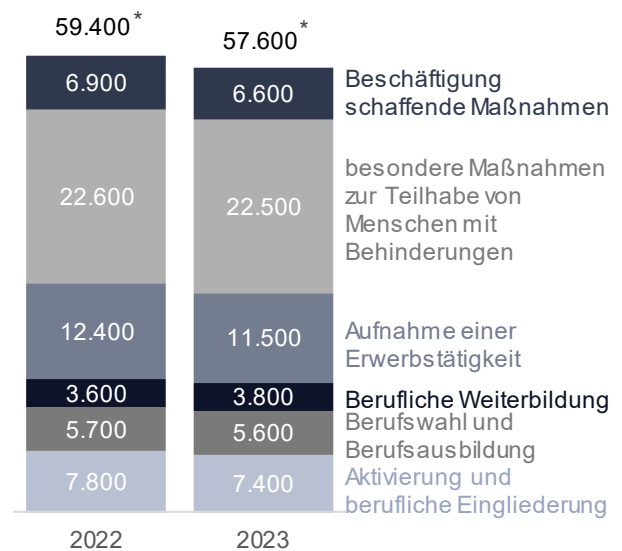 59.400*
57.600*
6.900
6.600
Beschäftigung
schaffende Maßnahmen
22.600
22.500
besondere Maßnahmen
zur Teilhabe von
Menschen mit
Behinderungen
12.400
11.500
Aufnahme einer
Erwerbstätigkeit
3.600
3.800
Berufliche Weiterbildung
5.700
5.600
Berufswahl und
Berufsausbildung
7.800
7.400
Aktivierung und
berufliche Eingliederung
2022
2023